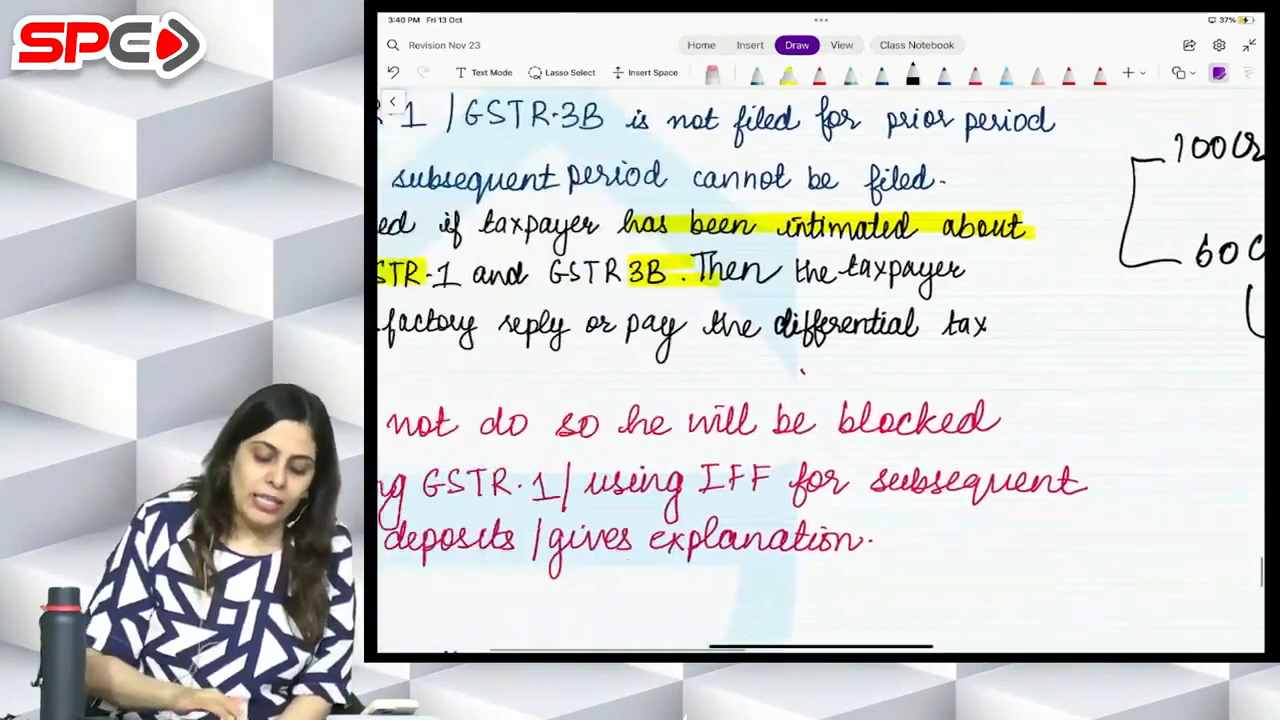 SPC
3:40 PM Fri 13 Oct
37%
Revision Nov 23
Home Insert Draw View Class Notebook
Text Mode Lasso Select Insert Space
-1 / GSTR-3B is not filed for prior period
subsequent period cannot be filed.
ed if taxpayer has been intimated about
STR-1 and GSTR 3B. Then the taxpayer
factory reply or pay the differential tax
not do so he will be blocked
ng GSTR-1/ using IFF for subsequent
deposits / gives explanation.
100Cr
60C